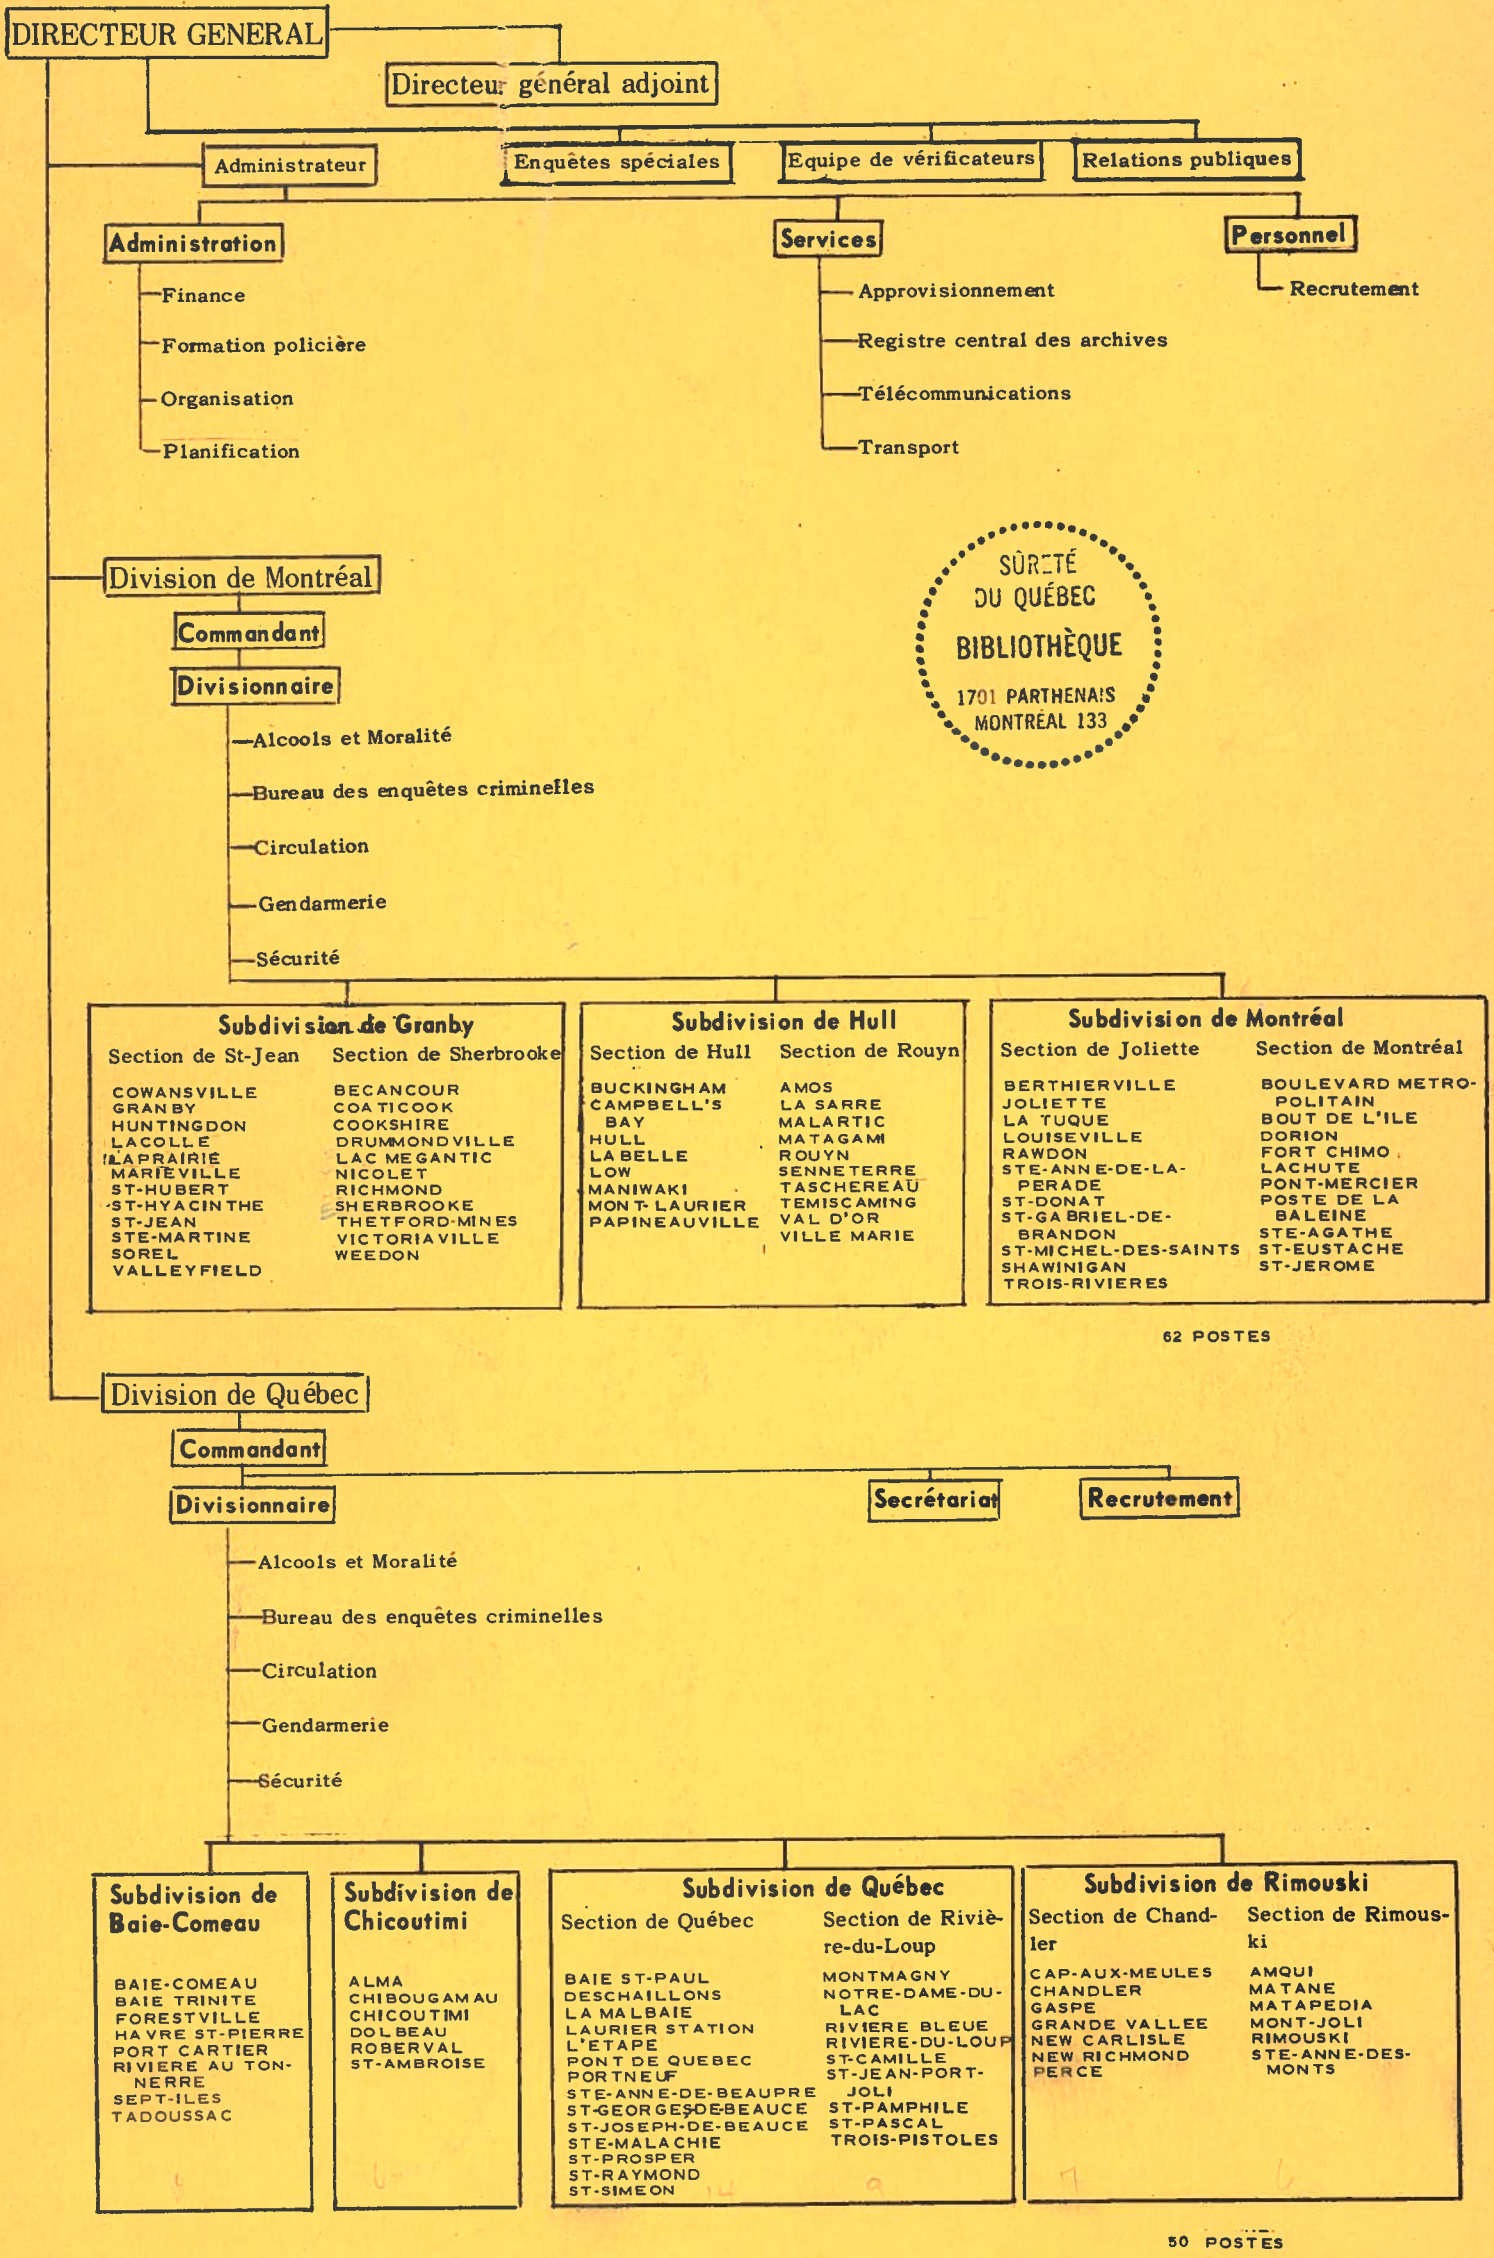 DIRECTEUR GENERAL
Directeur général adjoint
Administrateur
Enquêtes spéciales
Equipe de vérificateurs
Relations publiques
Administration
Finance
Formation policière
Organisation
Planification
Services
Approvisionnement
Registre central des archives
Télécommunications
Transport
Personnel
Recrutement
SÛRETÉ
DU QUÉBEC
BIBLIOTHÈQUE
1701 PARTHENAIS
MONTRÉAL 133
Division de Montréal
Commandant
Divisionnaire
Alcools et Moralité
Bureau des enquêtes criminelles
Circulation
Gendarmerie
Sécurité
Subdivision de Granby
Section de St-Jean
COWANSVILLE
GRANBY
HUNTINGDON
LACOLLE
LAPRAIRIE
MARIEVILLE
ST-HUBERT
ST-HYACINTHE
ST-JEAN
STE-MARTINE
SOREL
VALLEYFIELD
Section de Sherbrooke
BECANCOUR
COATICOOK
COOKSHIRE
DRUMMONDVILLE
LAC MEGANTIC
NICOLET
RICHMOND
SHERBROOKE
THETFORD-MINES
VICTORIAVILLE
WEEDON
Subdivision de Hull
Section de Hull
BUCKINGHAM
CAMPBELL'S
BAY
HULL
LABELLE
LOW
MANIWAKI
MONT-LAURIER
PAPINEAUVILLE
Section de Rouyn
AMOS
LA SARRE
MALARTIC
MATAGAMI
ROUYN
SENNETERRE
TASCHEREAU
TEMISCAMING
VAL D'OR
VILLE MARIE
Subdivision de Montréal
Section de Joliette
BERTHIERVILLE
JOLIETTE
LA TUQUE
LOUISEVILLE
RAWDON
STE-ANNE-DE-LA-
PERADE
ST-DONAT
ST-GABRIEL-DE-
BRANDON
ST-MICHEL-DES-SAINTS
SHAWINIGAN
TROIS-RIVIERES
Section de Montréal
BOULEVARD METRO-
POLITAIN
BOUT DE L'ILE
DORION
FORT CHIMO
LACHUTE
PONT-MERCIER
POSTE DE LA
BALEINE
STE-AGATHE
ST-EUSTACHE
ST-JEROME
62 POSTES
Division de Québec
Commandant
Divisionnaire
Secrétariat
Recrutement
Alcools et Moralité
Bureau des enquêtes criminelles
Circulation
Gendarmerie
Sécurité
Subdivision de
Baie-Comeau
BAIE-COMEAU
BAIE TRINITE
FORESTVILLE
HAVRE ST-PIERRE
PORT CARTIER
RIVIERE AU TON-
NERRE
SEPT-ILES
TADOUSSAC
Subdivision de
Chicoutimi
ALMA
CHIBOUGAMAU
CHICOUTIMI
DOLBEAU
ROBERVAL
ST-AMBROISE
Subdivision de Québec
Section de Québec
BAIE ST-PAUL
DESCHAILLONS
LA MALBAIE
LAURIER STATION
L'ETAPE
PONT DE QUEBEC
PORTNEUF
STE-ANNE-DE-BEAUPRE
ST-GEORGES-DE-BEAUCE
ST-JOSEPH-DE-BEAUCE
STE-MALACHIE
ST-PROSPER
ST-RAYMOND
ST-SIMEON
14
Section de Riviè-
re-du-Loup
MONTMAGNY
NOTRE-DAME-DU-
LAC
RIVIERE BLEUE
RIVIERE-DU-LOUP
ST-CAMILLE
ST-JEAN-PORT-
JOLI
ST-PAMPHILE
ST-PASCAL
TROIS-PISTOLES
9
Subdivision de Rimouski
Section de Chand-
ler
CAP-AUX-MEULES
CHANDLER
GASPE
GRANDE VALLEE
NEW CARLISLE
NEW RICHMOND
PERCE
7
Section de Rimous-
ki
AMQUI
MATANE
MATAPEDIA
MONT-JOLI
RIMOUSKI
STE-ANNE-DES-
MONTS
6
50 POSTES